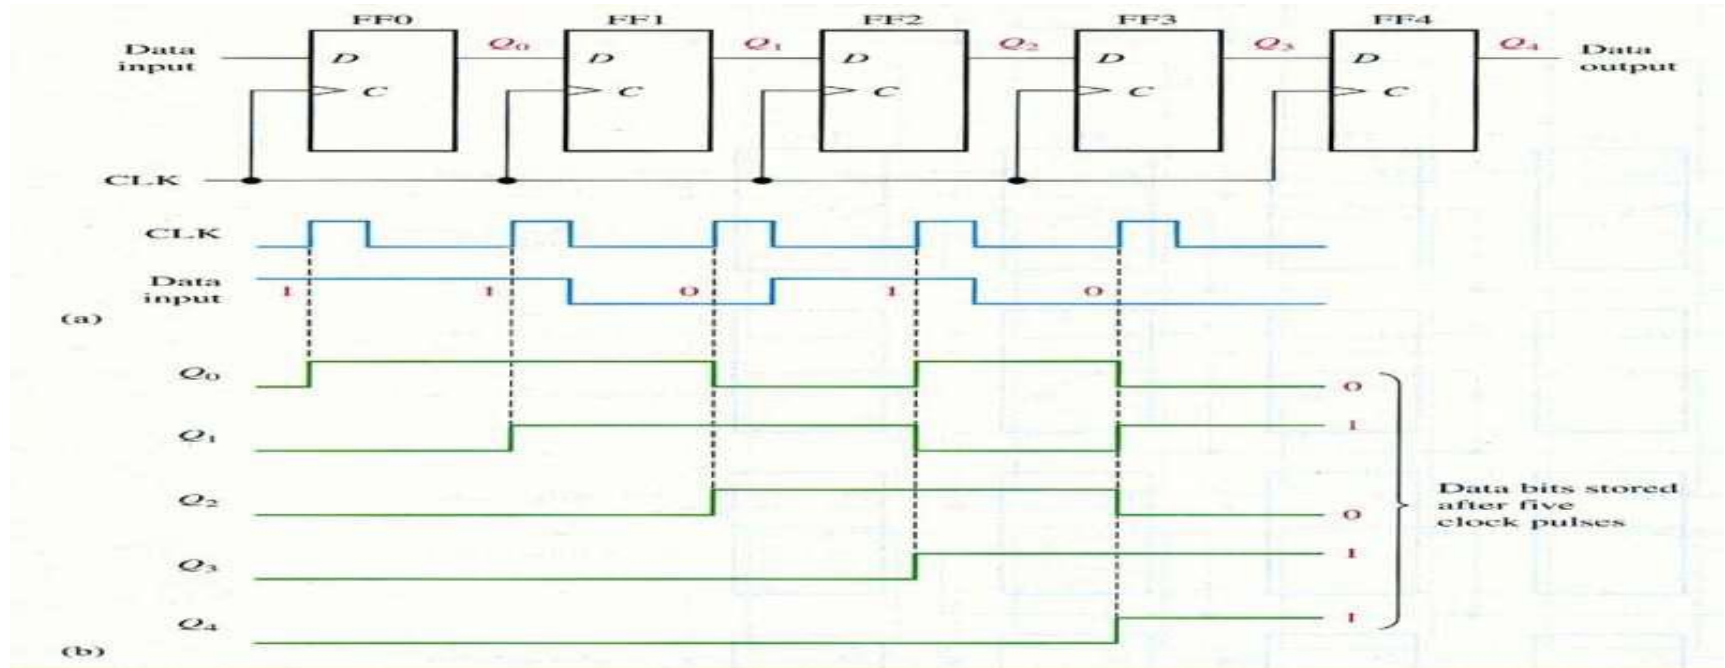 FF0 FF1 FF2 FF3 FF4
Data
input
D
C
Q0
D
C
Q1
D
C
Q2
D
C
Q3
D
C
Q4
Data
output
CLK
CLK
Data
input
1 1 0 1 0
(a)
Q0 0
Q1 1
Q2 0
Q3 1
Q4 1
Data bits stored
after five
clock pulses
(b)